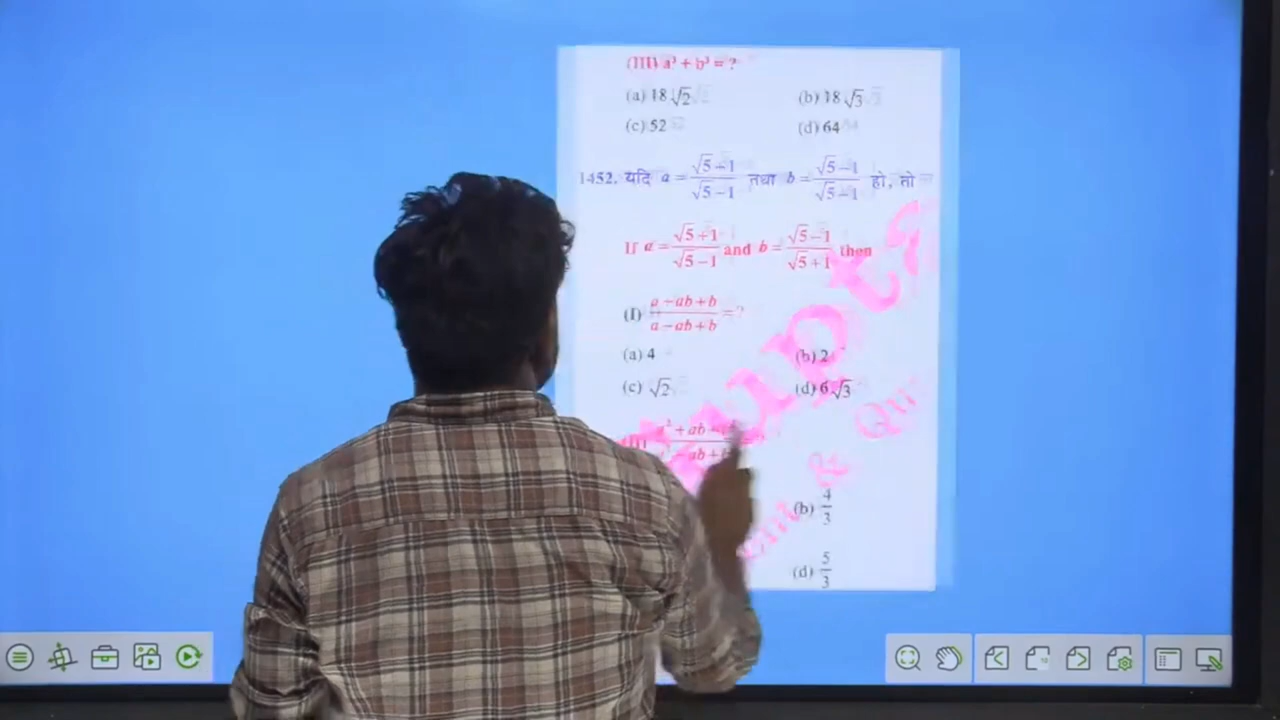 (III) a³ + b³ = ?
(a) 18√2 (b) 18√3
(c) 52 (d) 64
1452. यदि a = (√5−1)/(√5−1) तथा b = (√5−1)/(√5−1) हो, तो
If a = (√5+1)/(√5−1) and b = (√5−1)/(√5+1) then
(I) (a−ab+b)/(a−ab+b) = ?
(a) 4 (b) 2
(c) √2 (d) 6√3
(b) 4/3
(d) 5/3